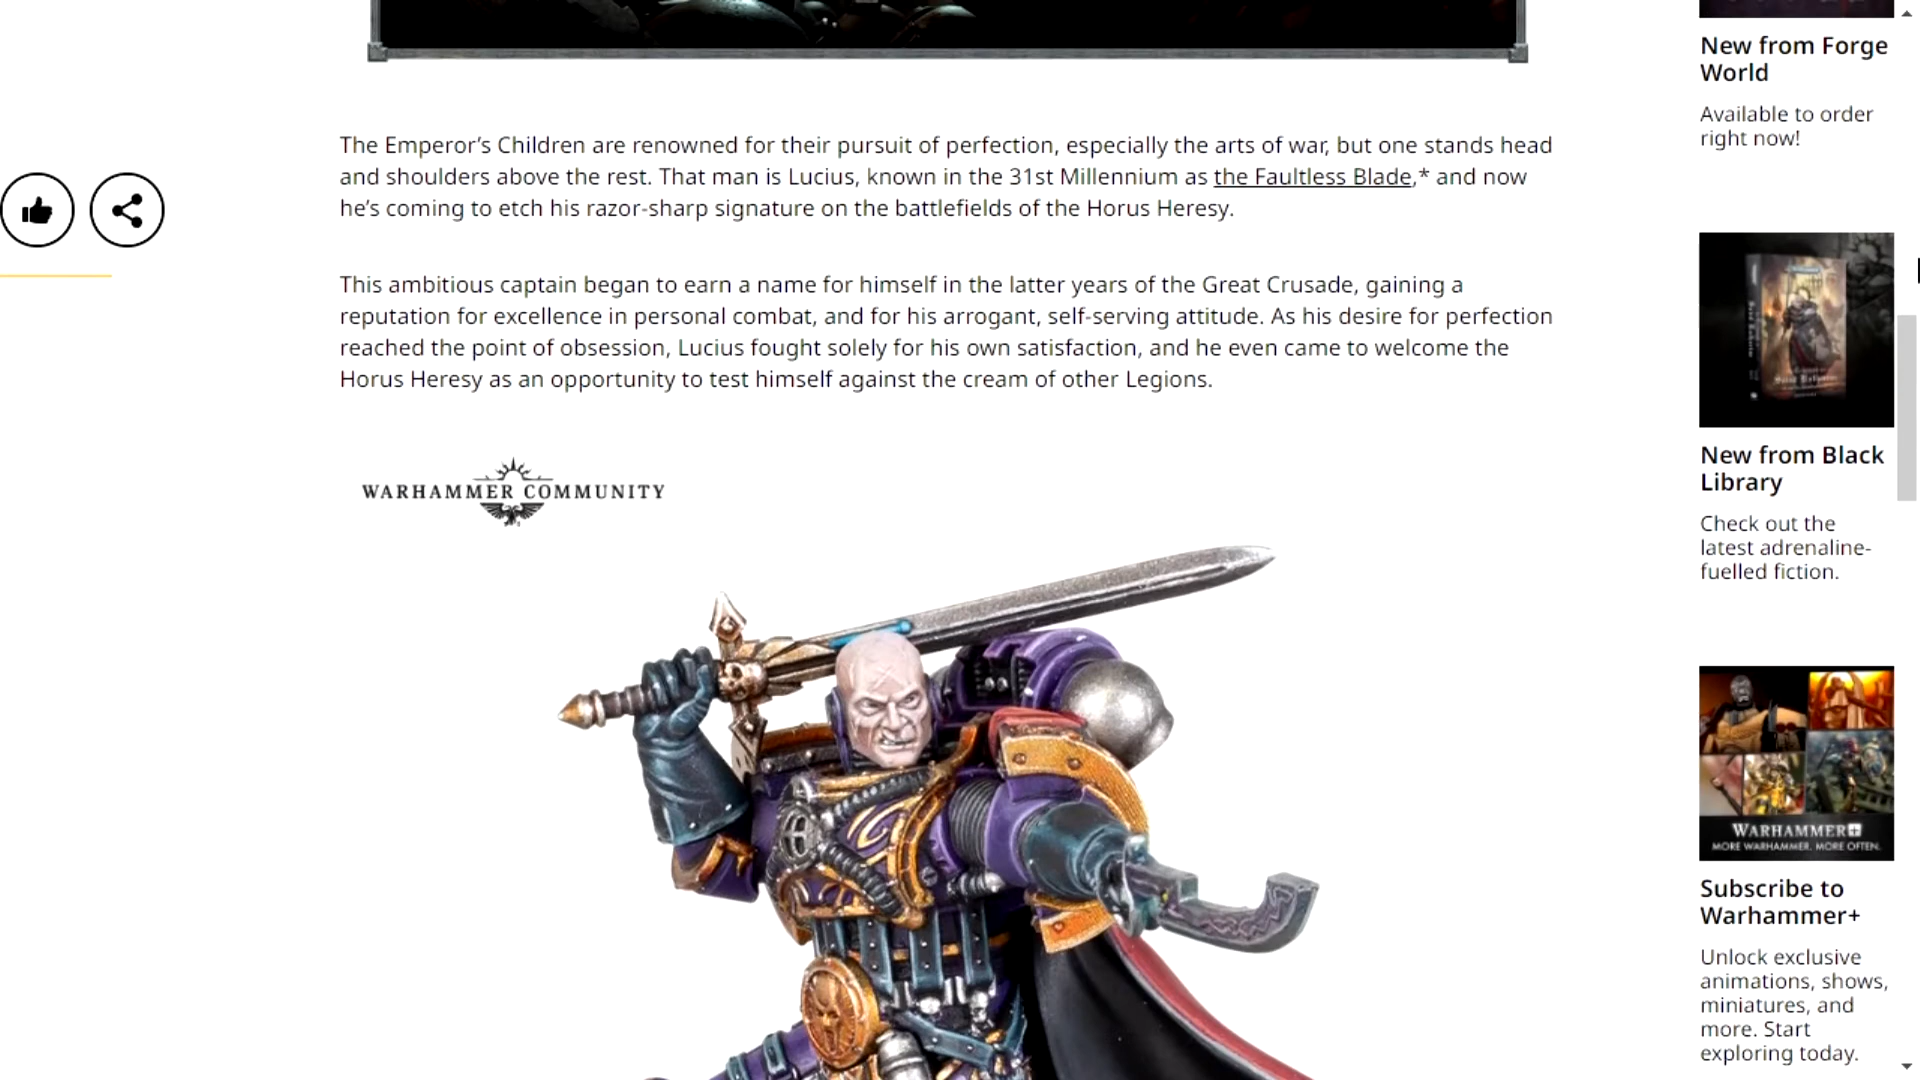 The Emperor's Children are renowned for their pursuit of perfection, especially the arts of war, but one stands head
and shoulders above the rest. That man is Lucius, known in the 31st Millennium as the Faultless Blade,* and now
he's coming to etch his razor-sharp signature on the battlefields of the Horus Heresy.
This ambitious captain began to earn a name for himself in the latter years of the Great Crusade, gaining a
reputation for excellence in personal combat, and for his arrogant, self-serving attitude. As his desire for perfection
reached the point of obsession, Lucius fought solely for his own satisfaction, and he even came to welcome the
Horus Heresy as an opportunity to test himself against the cream of other Legions.
WARHAMMER COMMUNITY
New from Forge
World
Available to order
right now!
New from Black
Library
Check out the
latest adrenaline-
fuelled fiction.
WARHAMMER+
MORE WARHAMMER. MORE OFTEN.
Subscribe to
Warhammer+
Unlock exclusive
animations, shows,
miniatures, and
more. Start
exploring today.